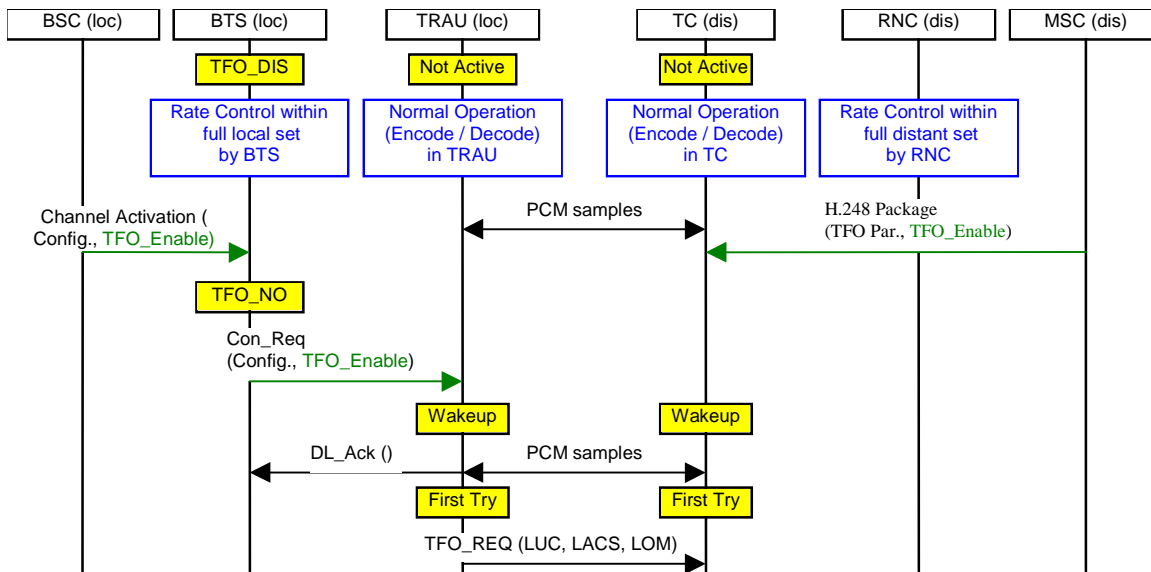 BSC (loc)
BTS (loc)
TRAU (loc)
TC (dis)
RNC (dis)
MSC (dis)
TFO_DIS
Not Active
Not Active
Rate Control within
full local set
by BTS
Normal Operation
(Encode / Decode)
in TRAU
Normal Operation
(Encode / Decode)
in TC
Rate Control within
full distant set
by RNC
Channel Activation (
Config., TFO_Enable)
PCM samples
H.248 Package
(TFO Par., TFO_Enable)
TFO_NO
Con_Req
(Config., TFO_Enable)
Wakeup
Wakeup
DL_Ack ()
PCM samples
First Try
First Try
TFO_REQ (LUC, LACS, LOM)